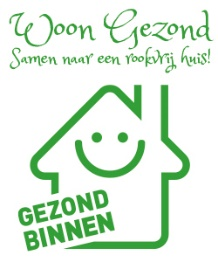 Woon Gezond
Samen naar een rookvrij huis!
GEZOND
BINNEN